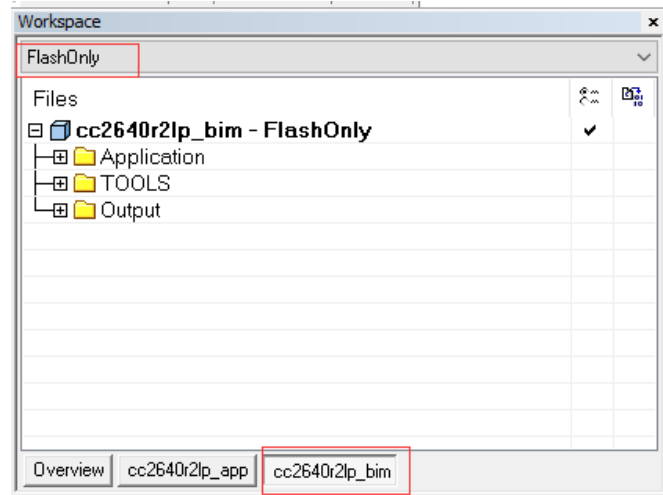 Workspace
FlashOnly
Files
cc2640r2lp_bim - FlashOnly
Application
TOOLS
Output
Overview cc2640r2lp_app cc2640r2lp_bim